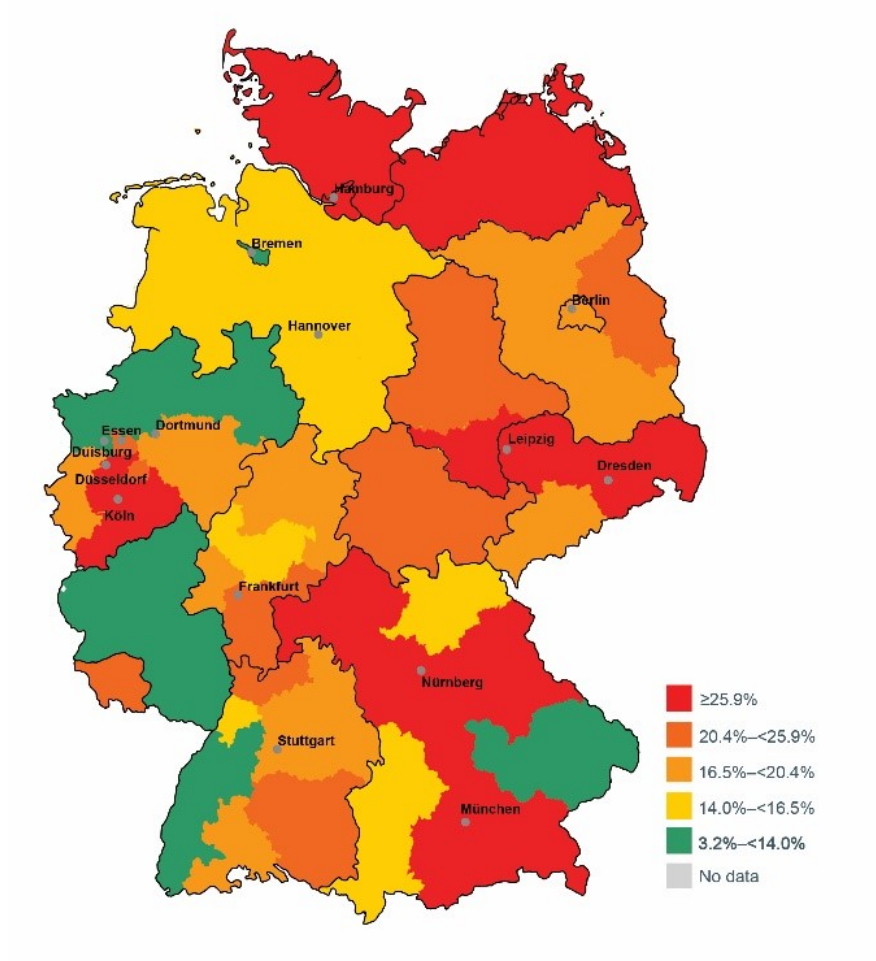 Hamburg
Bremen
Berlin
Hannover
Essen
Dortmund
Duisburg
Leipzig
Dresden
Düsseldorf
Köln
Frankfurt
Nürnberg
Stuttgart
München
≥25.9%
20.4%–<25.9%
16.5%–<20.4%
14.0%–<16.5%
3.2%–<14.0%
No data